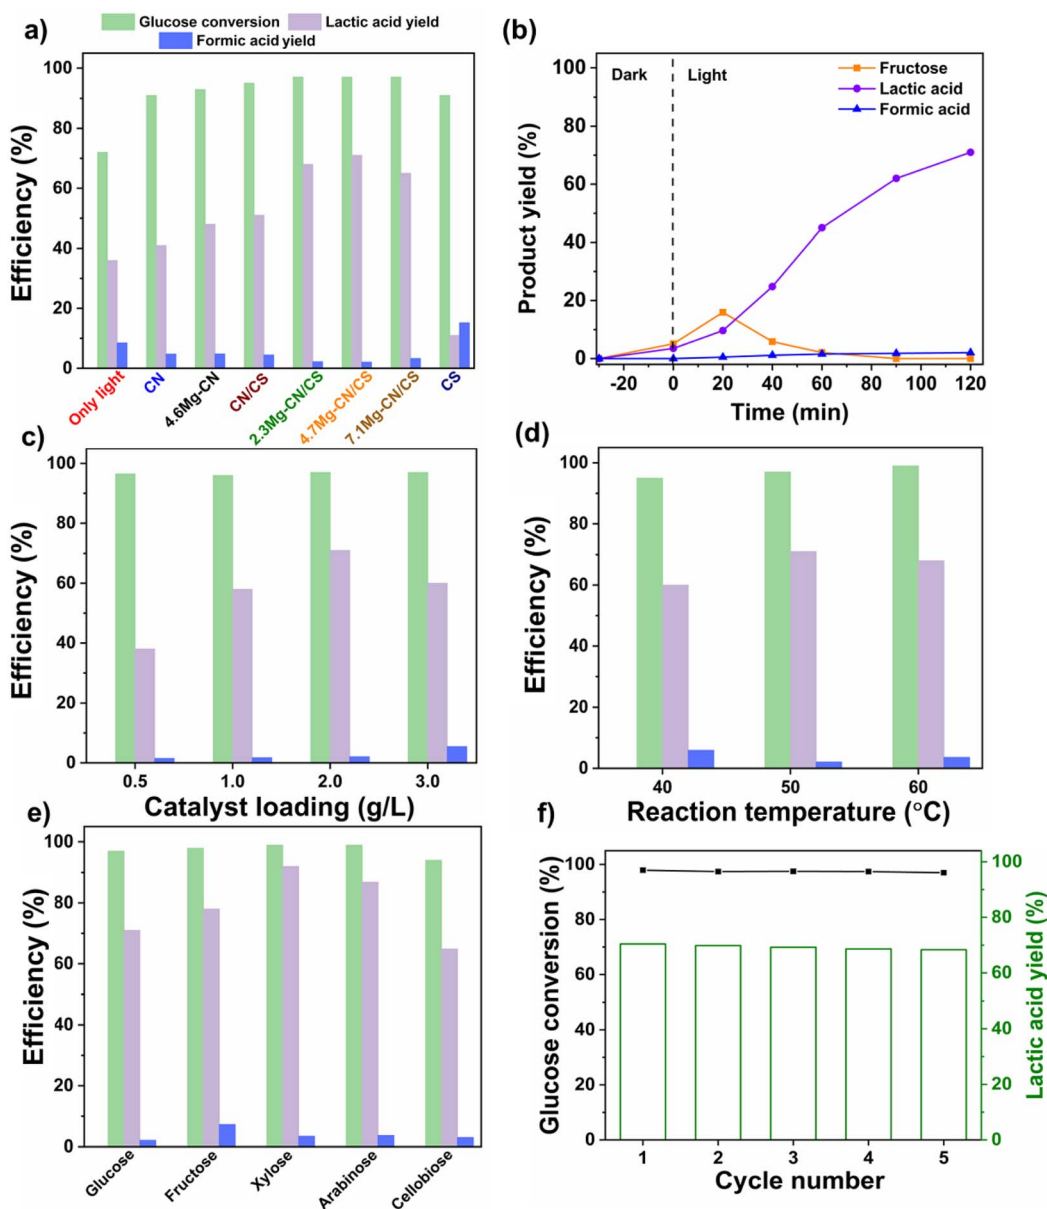 a)
Glucose conversion
Lactic acid yield
Formic acid yield
Efficiency (%)
100
80
60
40
20
0
Only light
CN
4.6Mg-CN
CN/CS
2.3Mg-CN/CS
4.7Mg-CN/CS
7.1Mg-CN/CS
CS
(b)
Product yield (%)
100
80
60
40
20
0
Dark
Light
Fructose
Lactic acid
Formic acid
-20 0 20 40 60 80 100 120
Time (min)
c)
Efficiency (%)
100
80
60
40
20
0
0.5 1.0 2.0 3.0
Catalyst loading (g/L)
(d)
Efficiency (%)
100
80
60
40
20
0
40 50 60
Reaction temperature (°C)
e)
Efficiency (%)
100
80
60
40
20
0
Glucose
Fructose
Xylose
Arabinose
Cellobiose
f)
Glucose conversion (%)
100
80
60
40
20
0
100
80
60
40
20
0
Lactic acid yield (%)
1 2 3 4 5
Cycle number